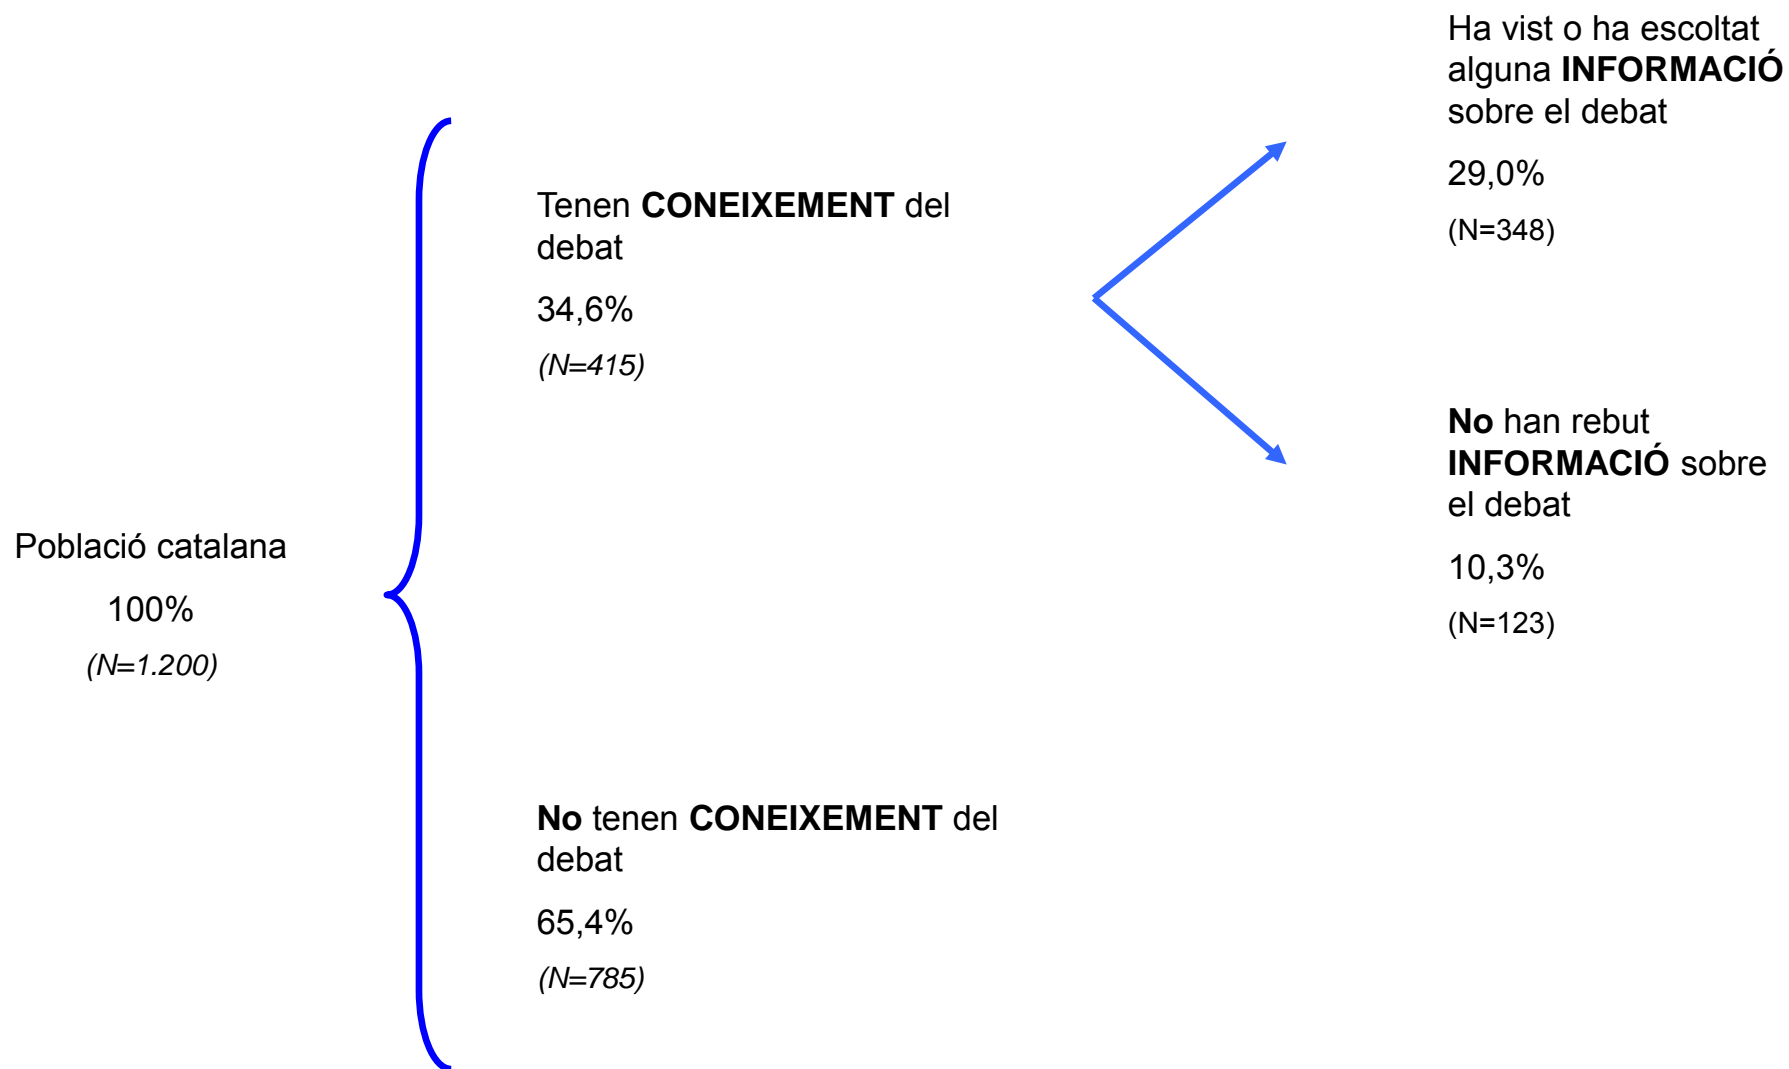 Població catalana
100%
(N=1.200)
Tenen CONEIXEMENT del
debat
34,6%
(N=415)
No tenen CONEIXEMENT del
debat
65,4%
(N=785)
Ha vist o ha escoltat
alguna INFORMACIÓ
sobre el debat
29,0%
(N=348)
No han rebut
INFORMACIÓ sobre
el debat
10,3%
(N=123)